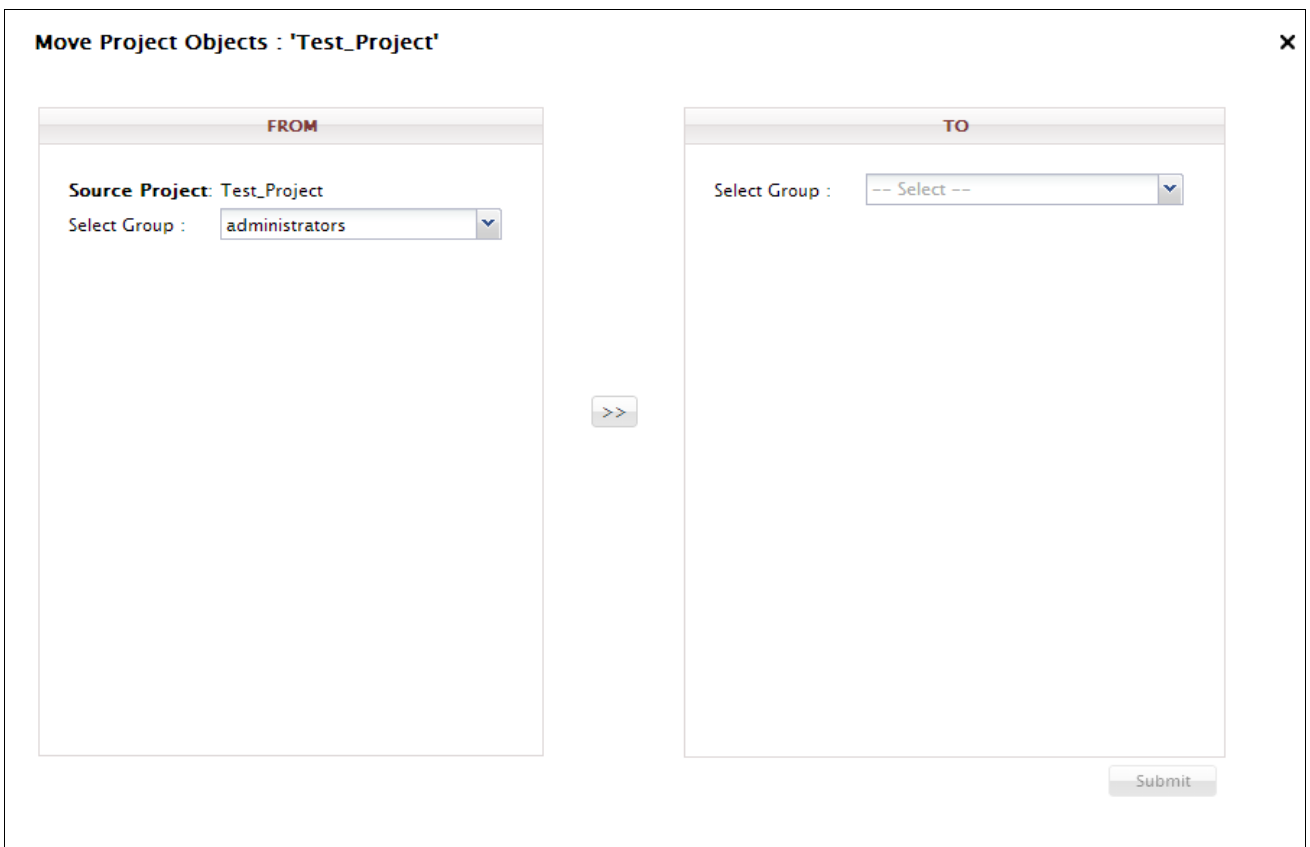 Move Project Objects : 'Test_Project'
FROM
Source Project: Test_Project
Select Group : administrators
>>
TO
Select Group : -- Select --
Submit